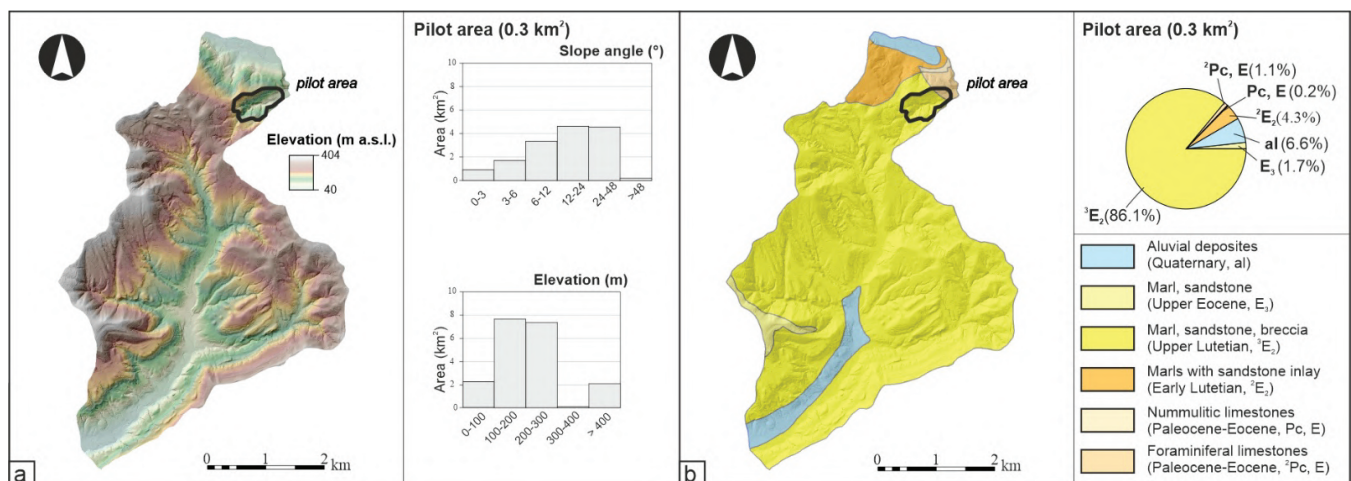 pilot area
Elevation (m a.s.l.)
404
40
0 1 2
km
a
Pilot area (0.3 km²)
Slope angle (°)
Area (km²)
10
8
6
4
2
0
0-3
3-6
6-12
12-24
24-48
>48
Elevation (m)
Area (km²)
10
8
6
4
2
0
0-100
100-200
200-300
300-400
> 400
pilot area
0 1 2
km
b
Pilot area (0.3 km²)
²Pc, E (1.1%)
Pc, E (0.2%)
²E₂(4.3%)
al (6.6%)
E₃(1.7%)
³E₂(86.1%)
Aluvial deposites
(Quaternary, al)
Marl, sandstone
(Upper Eocene, E₃)
Marl, sandstone, breccia
(Upper Lutetian, ³E₂)
Marls with sandstone inlay
(Early Lutetian, ²E₂)
Nummulitic limestones
(Paleocene-Eocene, Pc, E)
Foraminiferal limestones
(Paleocene-Eocene, ²Pc, E)